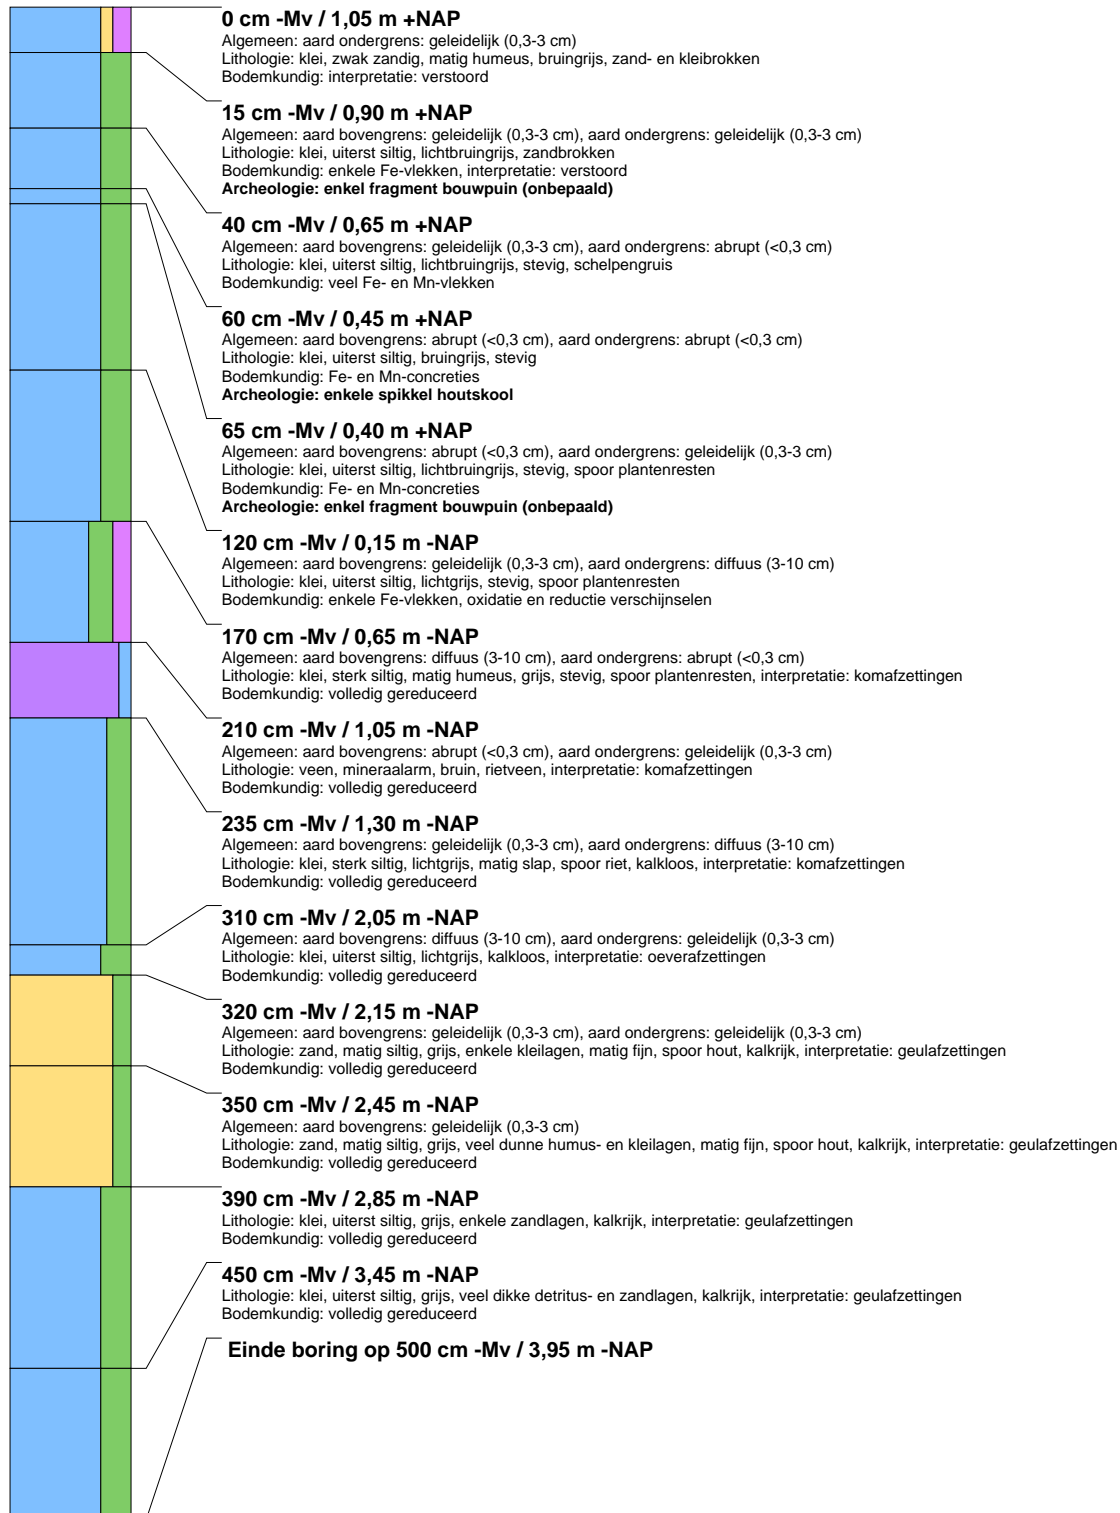 0 cm -Mv / 1,05 m +NAP
Algemeen: aard ondergrens: geleidelijk (0,3-3 cm)
Lithologie: klei, zwak zandig, matig humeus, bruingrijs, zand- en kleibrokken
Bodemkundig: interpretatie: verstoord
15 cm -Mv / 0,90 m +NAP
Algemeen: aard bovengrens: geleidelijk (0,3-3 cm), aard ondergrens: geleidelijk (0,3-3 cm)
Lithologie: klei, uiterst siltig, lichtbruingrijs, zandbrokken
Bodemkundig: enkele Fe-vlekken, interpretatie: verstoord
Archeologie: enkel fragment bouwpuin (onbepaald)
40 cm -Mv / 0,65 m +NAP
Algemeen: aard bovengrens: geleidelijk (0,3-3 cm), aard ondergrens: abrupt (<0,3 cm)
Lithologie: klei, uiterst siltig, lichtbruingrijs, stevig, schelpengruis
Bodemkundig: veel Fe- en Mn-vlekken
60 cm -Mv / 0,45 m +NAP
Algemeen: aard bovengrens: abrupt (<0,3 cm), aard ondergrens: abrupt (<0,3 cm)
Lithologie: klei, uiterst siltig, bruingrijs, stevig
Bodemkundig: Fe- en Mn-concreties
Archeologie: enkele spikkel houtskool
65 cm -Mv / 0,40 m +NAP
Algemeen: aard bovengrens: abrupt (<0,3 cm), aard ondergrens: geleidelijk (0,3-3 cm)
Lithologie: klei, uiterst siltig, lichtbruingrijs, stevig, spoor plantenresten
Bodemkundig: Fe- en Mn-concreties
Archeologie: enkel fragment bouwpuin (onbepaald)
120 cm -Mv / 0,15 m -NAP
Algemeen: aard bovengrens: geleidelijk (0,3-3 cm), aard ondergrens: diffuus (3-10 cm)
Lithologie: klei, uiterst siltig, lichtgrijs, stevig, spoor plantenresten
Bodemkundig: enkele Fe-vlekken, oxidatie en reductie verschijnselen
170 cm -Mv / 0,65 m -NAP
Algemeen: aard bovengrens: diffuus (3-10 cm), aard ondergrens: abrupt (<0,3 cm)
Lithologie: klei, sterk siltig, matig humeus, grijs, stevig, spoor plantenresten, interpretatie: komafzettingen
Bodemkundig: volledig gereduceerd
210 cm -Mv / 1,05 m -NAP
Algemeen: aard bovengrens: abrupt (<0,3 cm), aard ondergrens: geleidelijk (0,3-3 cm)
Lithologie: veen, mineraalarm, bruin, rietveen, interpretatie: komafzettingen
Bodemkundig: volledig gereduceerd
235 cm -Mv / 1,30 m -NAP
Algemeen: aard bovengrens: geleidelijk (0,3-3 cm), aard ondergrens: diffuus (3-10 cm)
Lithologie: klei, sterk siltig, lichtgrijs, matig slap, spoor riet, kalkloos, interpretatie: komafzettingen
Bodemkundig: volledig gereduceerd
310 cm -Mv / 2,05 m -NAP
Algemeen: aard bovengrens: diffuus (3-10 cm), aard ondergrens: geleidelijk (0,3-3 cm)
Lithologie: klei, uiterst siltig, lichtgrijs, kalkloos, interpretatie: oeverafzettingen
Bodemkundig: volledig gereduceerd
320 cm -Mv / 2,15 m -NAP
Algemeen: aard bovengrens: geleidelijk (0,3-3 cm), aard ondergrens: geleidelijk (0,3-3 cm)
Lithologie: zand, matig siltig, grijs, enkele kleilagen, matig fijn, spoor hout, kalkrijk, interpretatie: geulafzettingen
Bodemkundig: volledig gereduceerd
350 cm -Mv / 2,45 m -NAP
Algemeen: aard bovengrens: geleidelijk (0,3-3 cm)
Lithologie: zand, matig siltig, grijs, veel dunne humus- en kleilagen, matig fijn, spoor hout, kalkrijk, interpretatie: geulafzettingen
Bodemkundig: volledig gereduceerd
390 cm -Mv / 2,85 m -NAP
Lithologie: klei, uiterst siltig, grijs, enkele zandlagen, kalkrijk, interpretatie: geulafzettingen
Bodemkundig: volledig gereduceerd
450 cm -Mv / 3,45 m -NAP
Lithologie: klei, uiterst siltig, grijs, veel dikke detritus- en zandlagen, kalkrijk, interpretatie: geulafzettingen
Bodemkundig: volledig gereduceerd
Einde boring op 500 cm -Mv / 3,95 m -NAP